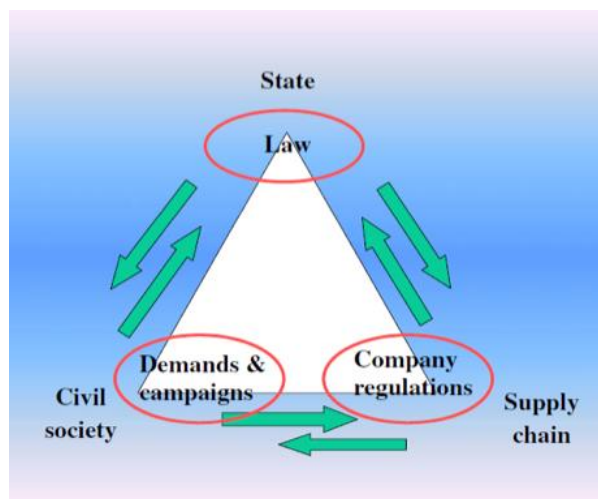 State
Law
Demands &
campaigns
Company
regulations
Civil
society
Supply
chain